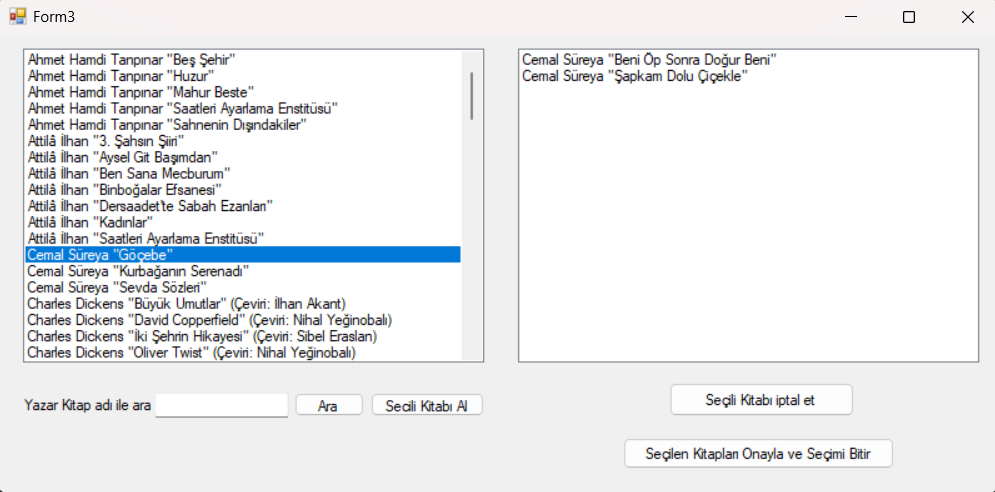 Form3
Ahmet Hamdi Tanpınar "Beş Şehir"
Ahmet Hamdi Tanpınar "Huzur"
Ahmet Hamdi Tanpınar "Mahur Beste"
Ahmet Hamdi Tanpınar "Saatleri Ayarlama Enstitüsü"
Ahmet Hamdi Tanpınar "Sahnenin Dışındakiler"
Attilâ İlhan "3. Şahsın Şiiri"
Attilâ İlhan "Aysel Git Başımdan"
Attilâ İlhan "Ben Sana Mecburum"
Attilâ İlhan "Binboğalar Efsanesi"
Attilâ İlhan "Dersaadet'te Sabah Ezanları"
Attilâ İlhan "Kadınlar"
Attilâ İlhan "Saatleri Ayarlama Enstitüsü"
Cemal Süreya "Göçebe"
Cemal Süreya "Kurbağanın Serenadı"
Cemal Süreya "Sevda Sözleri"
Charles Dickens "Büyük Umutlar" (Çeviri: İlhan Akant)
Charles Dickens "David Copperfield" (Çeviri: Nihal Yeğinobalı)
Charles Dickens "İki Şehrin Hikayesi" (Çeviri: Sibel Eraslan)
Charles Dickens "Oliver Twist" (Çeviri: Nihal Yeğinobalı)
Cemal Süreya "Beni Öp Sonra Doğur Beni"
Cemal Süreya "Şapkam Dolu Çiçekle"
Yazar Kitap adı ile ara
Ara
Secili Kitabı Al
Seçili Kitabı iptal et
Seçilen Kitapları Onayla ve Seçimi Bitir